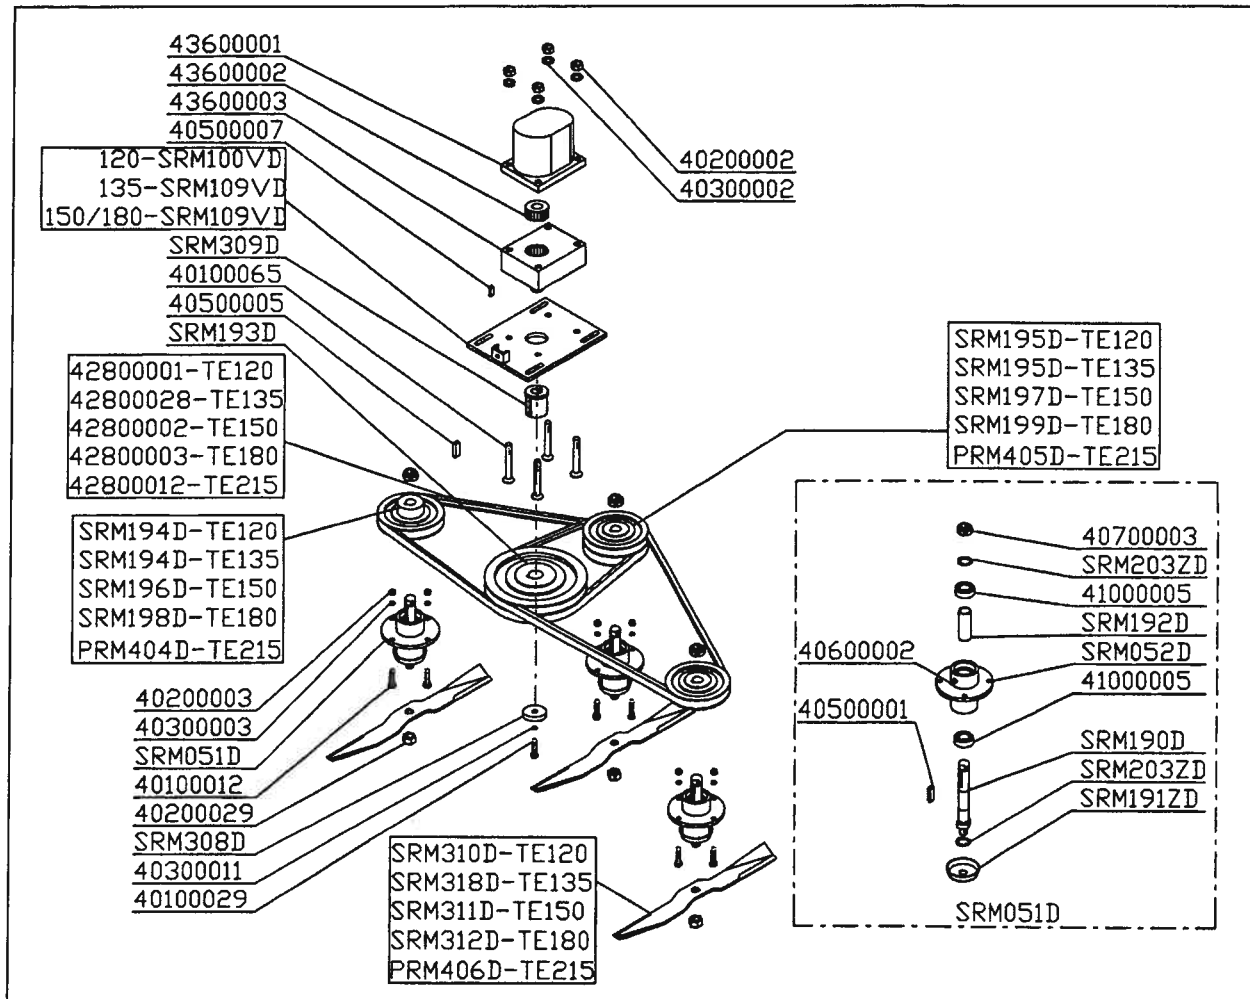 43600001
43600002
43600003
40500007
120-SRM100VD
135-SRM109VD
150/180-SRM109VD
SRM309D
40100065
40500005
SRM193D
42800001-TE120
42800028-TE135
42800002-TE150
42800003-TE180
42800012-TE215
SRM194D-TE120
SRM194D-TE135
SRM196D-TE150
SRM198D-TE180
PRM404D-TE215
40200003
40300003
SRM051D
40100012
40200029
SRM308D
40300011
40100029
40200002
40300002
SRM195D-TE120
SRM195D-TE135
SRM197D-TE150
SRM199D-TE180
PRM405D-TE215
SRM310D-TE120
SRM318D-TE135
SRM311D-TE150
SRM312D-TE180
PRM406D-TE215
40700003
SRM203ZD
41000005
SRM192D
40600002
SRM052D
41000005
40500001
SRM190D
SRM203ZD
SRM191ZD
SRM051D